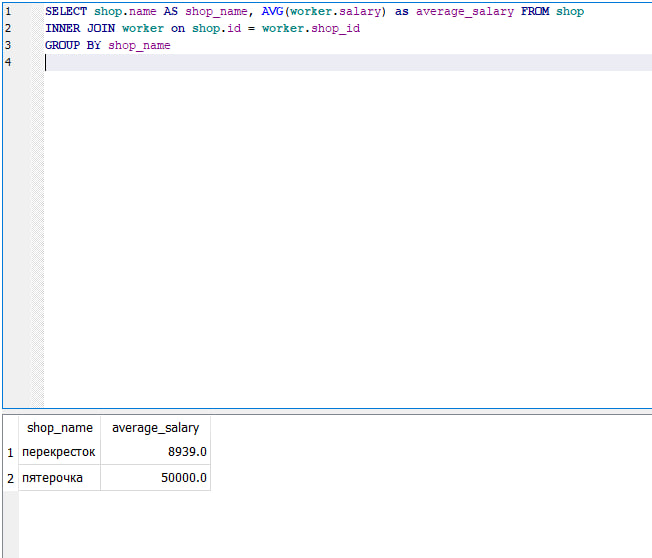 1 SELECT shop.name AS shop_name, AVG(worker.salary) as average_salary FROM shop
2 INNER JOIN worker on shop.id = worker.shop_id
3 GROUP BY shop_name
4
shop_name average_salary
1 перекресток 8939.0
2 пятерочка 50000.0